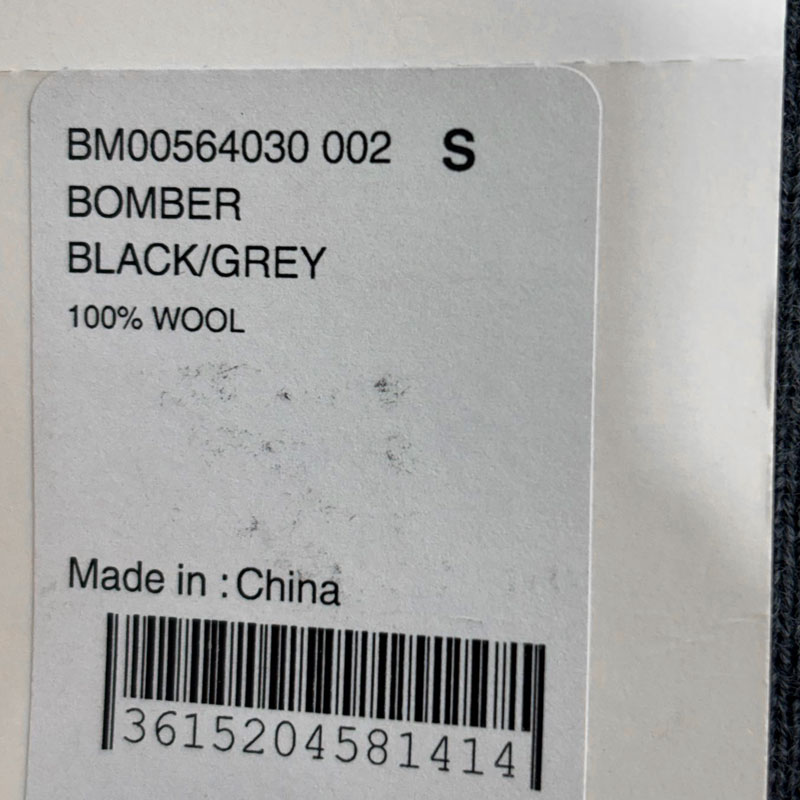 BM00564030 002 S
BOMBER
BLACK/GREY
100% WOOL
Made in : China
3615204581414